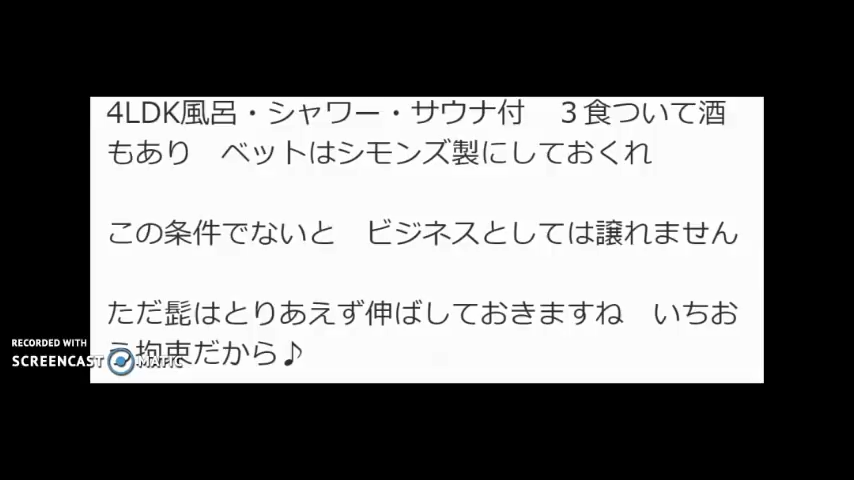 4LDK風呂・シャワー・サウナ付　３食ついて酒
もあり　ベットはシモンズ製にしておくれ
この条件でないと　ビジネスとしては譲れません
ただ髭はとりあえず伸ばしておきますね　いちお
う拘束だから♪
RECORDED WITH
SCREENCAST MATIC